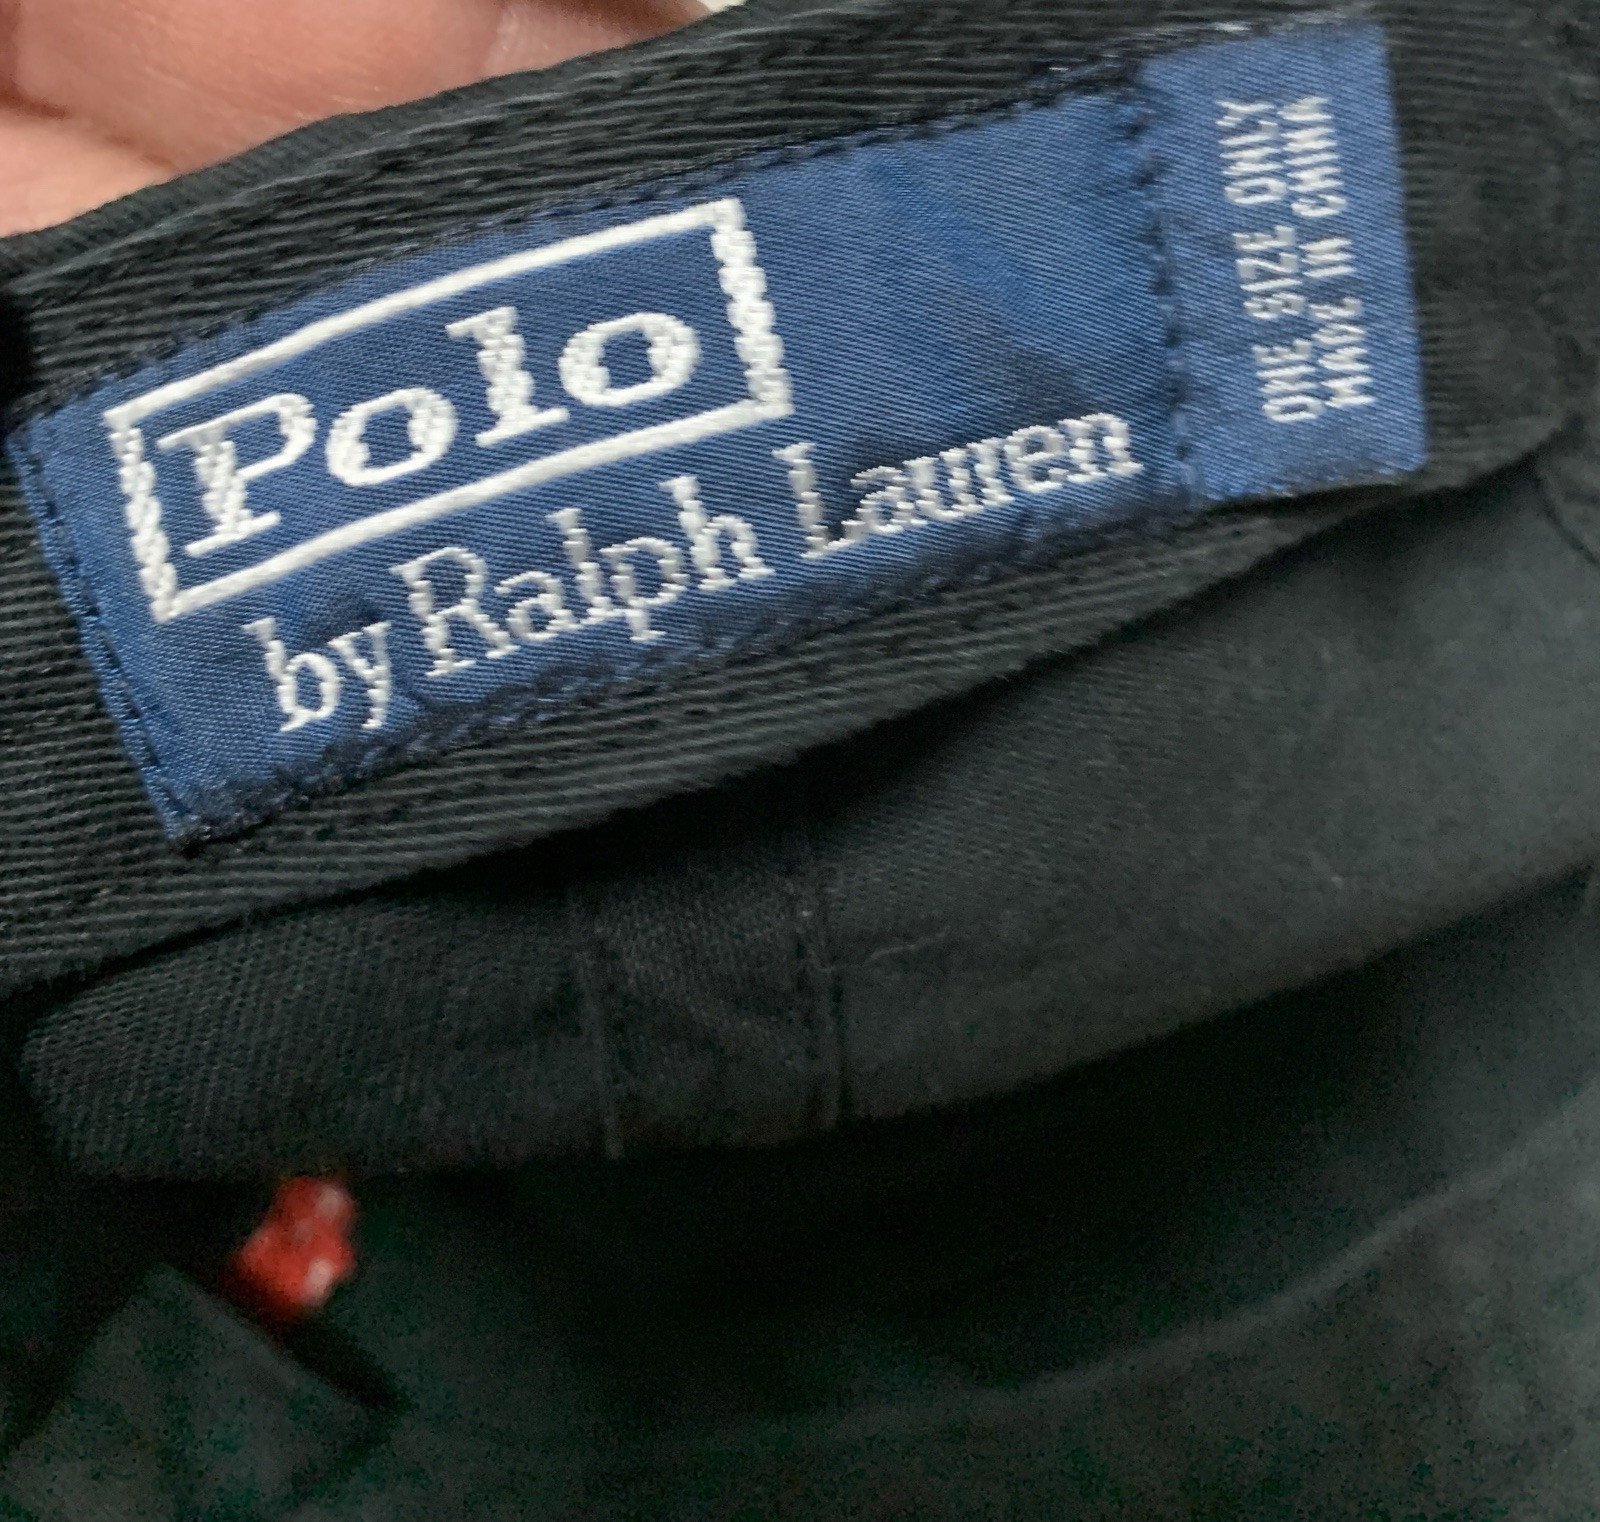 Polo
by Ralph Lauren
ONE SIZE ONLY
MADE IN CHINA